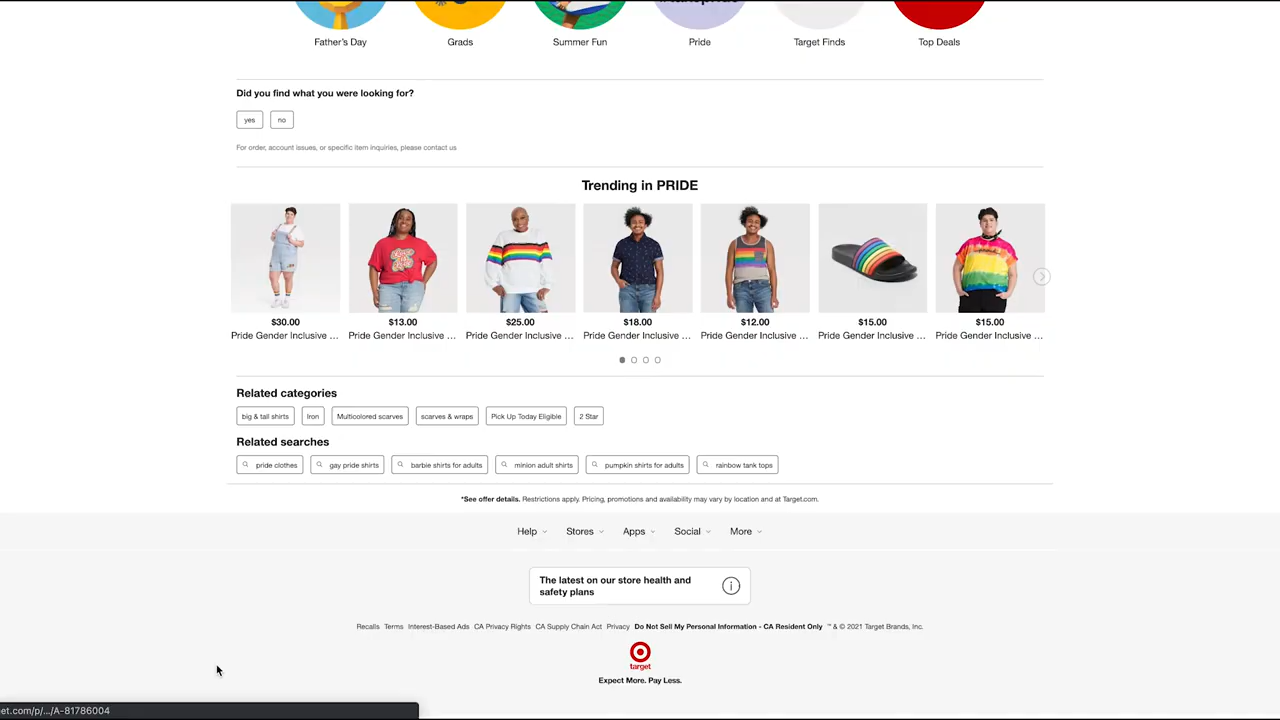 Father's Day
Grads
Summer Fun
Pride
Target Finds
Top Deals
Did you find what you were looking for?
yes
no
For order, account issues, or specific item inquiries, please contact us
Trending in PRIDE
$30.00
Pride Gender Inclusive ...
$13.00
Pride Gender Inclusive ...
$25.00
Pride Gender Inclusive ...
$18.00
Pride Gender Inclusive ...
$12.00
Pride Gender Inclusive ...
$15.00
Pride Gender Inclusive ...
$15.00
Pride Gender Inclusive ...
Related categories
big & tall shirts
Iron
Multicolored scarves
scarves & wraps
Pick Up Today Eligible
2 Star
Related searches
pride clothes
gay pride shirts
barbie shirts for adults
minion adult shirts
pumpkin shirts for adults
rainbow tank tops
*See offer details. Restrictions apply. Pricing, promotions and availability may vary by location and at Target.com.
Help
Stores
Apps
Social
More
The latest on our store health and
safety plans
Recalls Terms Interest-Based Ads CA Privacy Rights CA Supply Chain Act Privacy Do Not Sell My Personal Information - CA Resident Only ™ & © 2021 Target Brands, Inc.
target
Expect More. Pay Less.
et.com/p/.../A-81786004